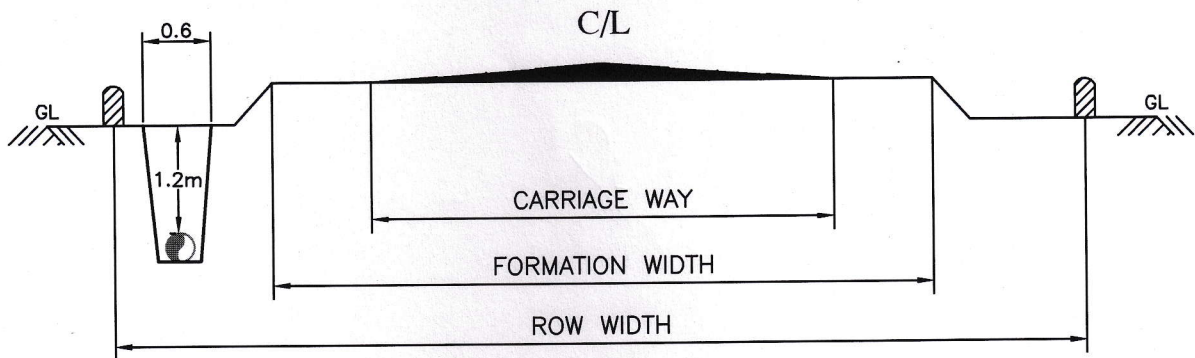 C/L
0.6
GL
GL
1.2m
CARRIAGE WAY
FORMATION WIDTH
ROW WIDTH